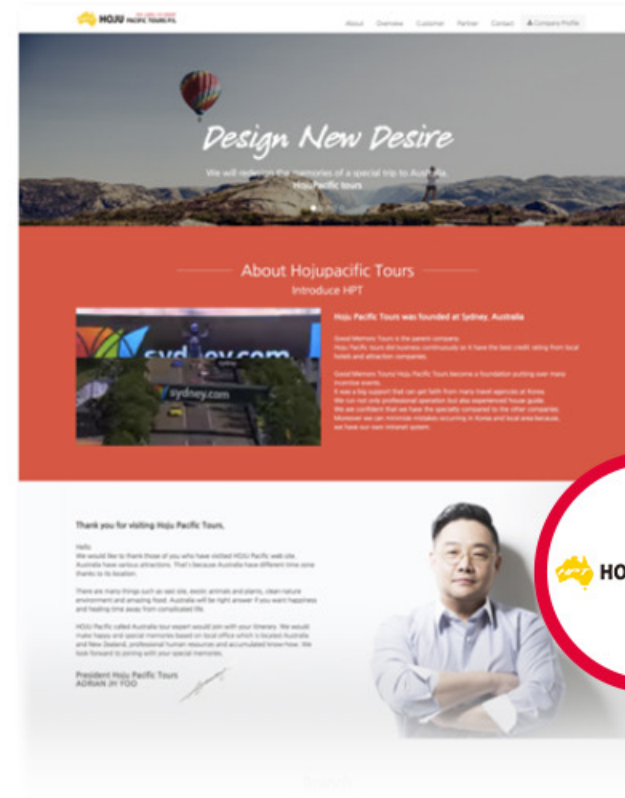 HOJU PACIFIC TOURS P/L
About Overview Customer Partner Contact Company Profile
Design New Desire
We will redesign the memories of a special trip to Australia,
HojuPacific tours
About Hojupacific Tours
Introduce HPT
sydney.com
sydney.com
Hoju Pacific Tours was founded at Sydney, Australia
Good Memory Tours is the parent company.
Hoju Pacific tours did business continuously so it have the best credit rating from local
hotels and attraction companies.
Good Memory Tours/ Hoju Pacific Tours become a foundation putting over many
incentive events.
It was a big support that can get faith from many travel agencies at Korea.
We run not only professional operation but also experienced house guide.
We are confident that we have the specialty compared to the other companies.
Moreover we can minimize mistakes occurring in Korea and local area because,
we have our own intranet system.
Thank you for visiting Hoju Pacific Tours.
Hello
We would like to thank those of you who have visitied HOJU Pacific web site.
Australia have various attractions. That's because Australia have different time zone
thanks to its location.
There are many things such as vast site, exotic animals and plants, clean nature
environment and amazing food. Australia will be right answer if you want happiness
and healing time away from complicated life.
HOJU Pacific called Australia tour expert would join with your itinerary. We would
make happy and special memories based on local office which is located Australia
and New Zealand, professional human resources and accumulated know-how. We
look forward to joining with your special memories.
President Hoju Pacific Tours
ADRIAN JH YOO
HO